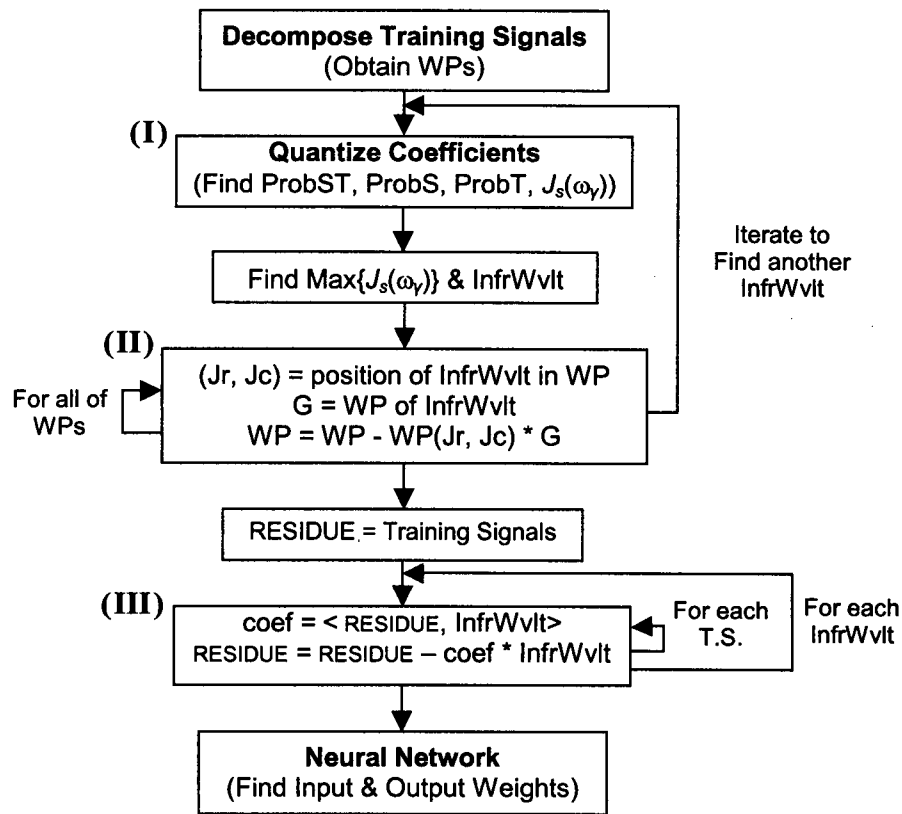 Decompose Training Signals
(Obtain WPs)
(I)
Quantize Coefficients
(Find ProbST, ProbS, ProbT, Js(ωγ))
Iterate to
Find another
InfrWvlt
Find Max{Js(ωγ)} & InfrWvlt
(II)
For all of
WPs
(Jr, Jc) = position of InfrWvlt in WP
G = WP of InfrWvlt
WP = WP - WP(Jr, Jc) * G
RESIDUE = Training Signals
(III)
coef = < RESIDUE, InfrWvlt>
RESIDUE = RESIDUE – coef * InfrWvlt
For each
T.S.
For each
InfrWvlt
Neural Network
(Find Input & Output Weights)